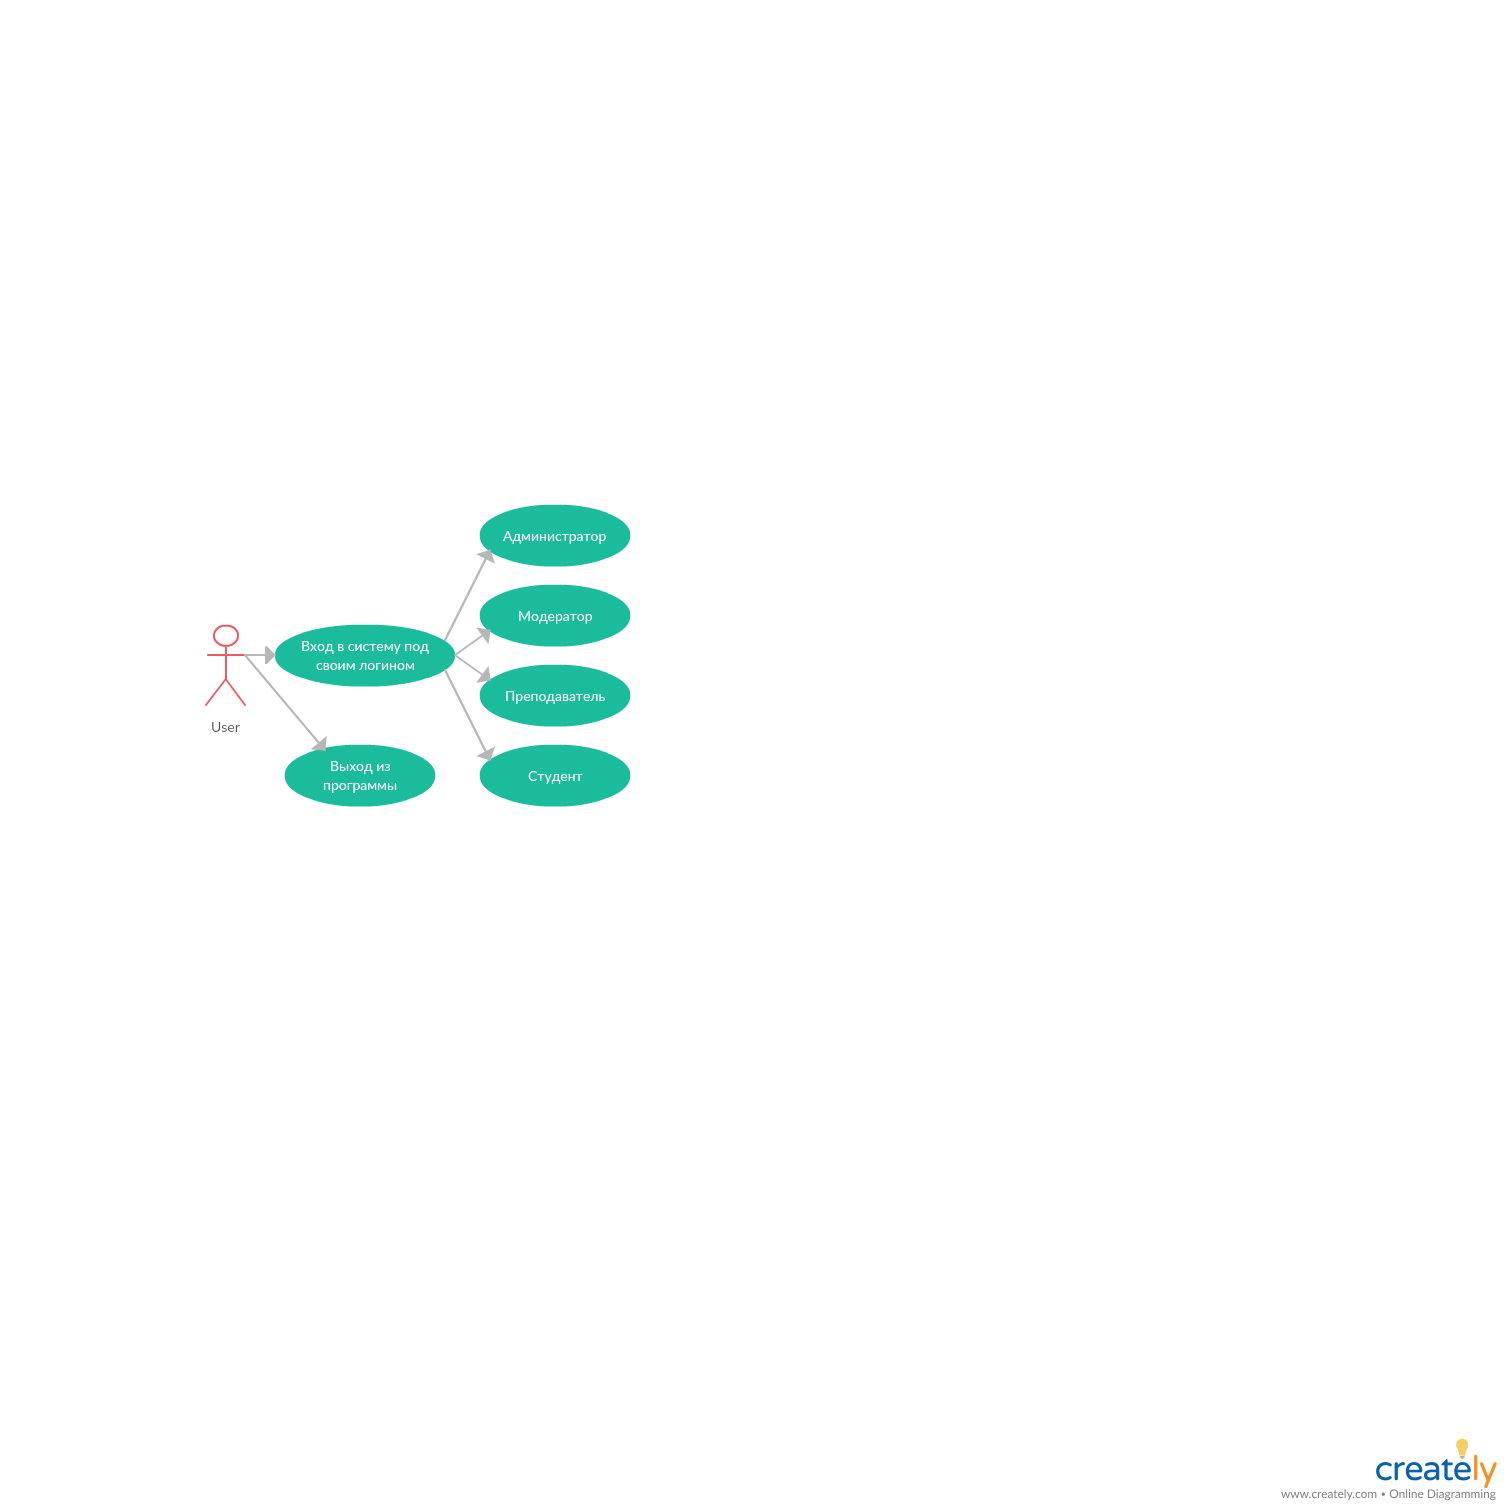 Администратор
Модератор
Вход в систему под
своим логином
Преподаватель
User
Выход из
программы
Студент
creately
www.creately.com • Online Diagramming